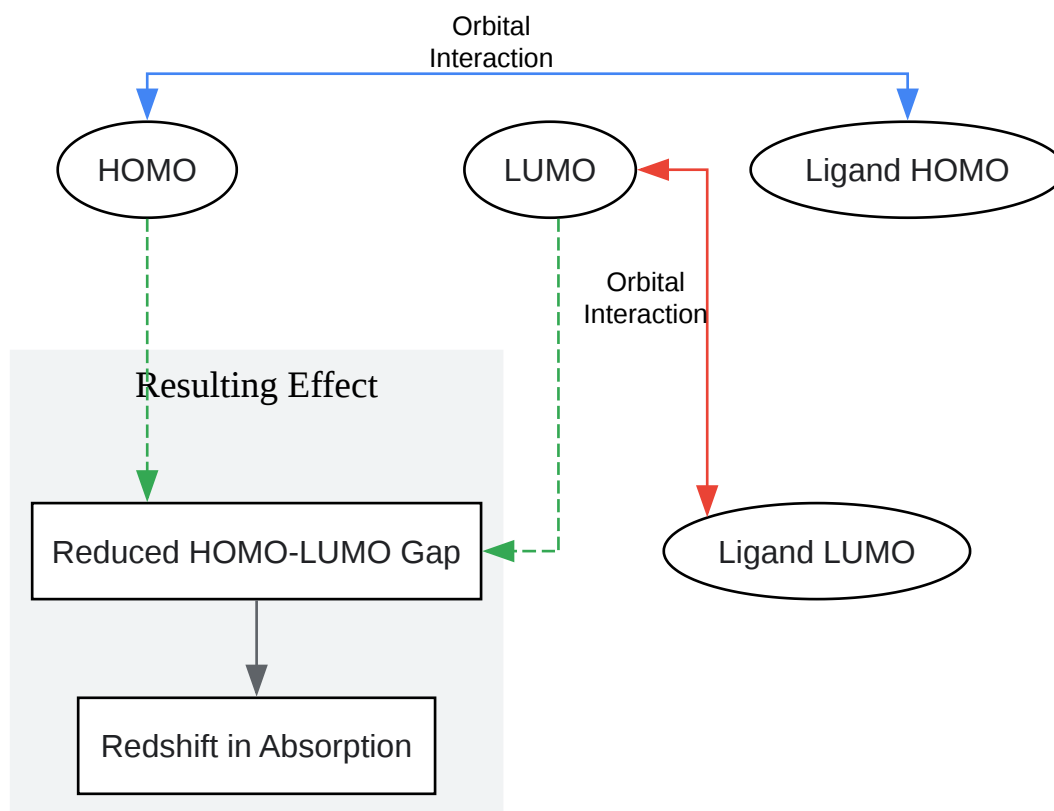 Orbital
Interaction
HOMO
LUMO
Ligand HOMO
Orbital
Interaction
Resulting Effect
Reduced HOMO-LUMO Gap
Ligand LUMO
Redshift in Absorption